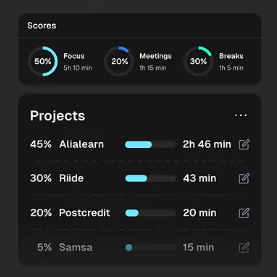 Scores
50% Focus 5h 10 min
20% Meetings 1h 15 min
30% Breaks 1h 5 min
Projects
45% Alialearn 2h 46 min
30% Riide 43 min
20% Postcredit 20 min
5% Samsa 15 min